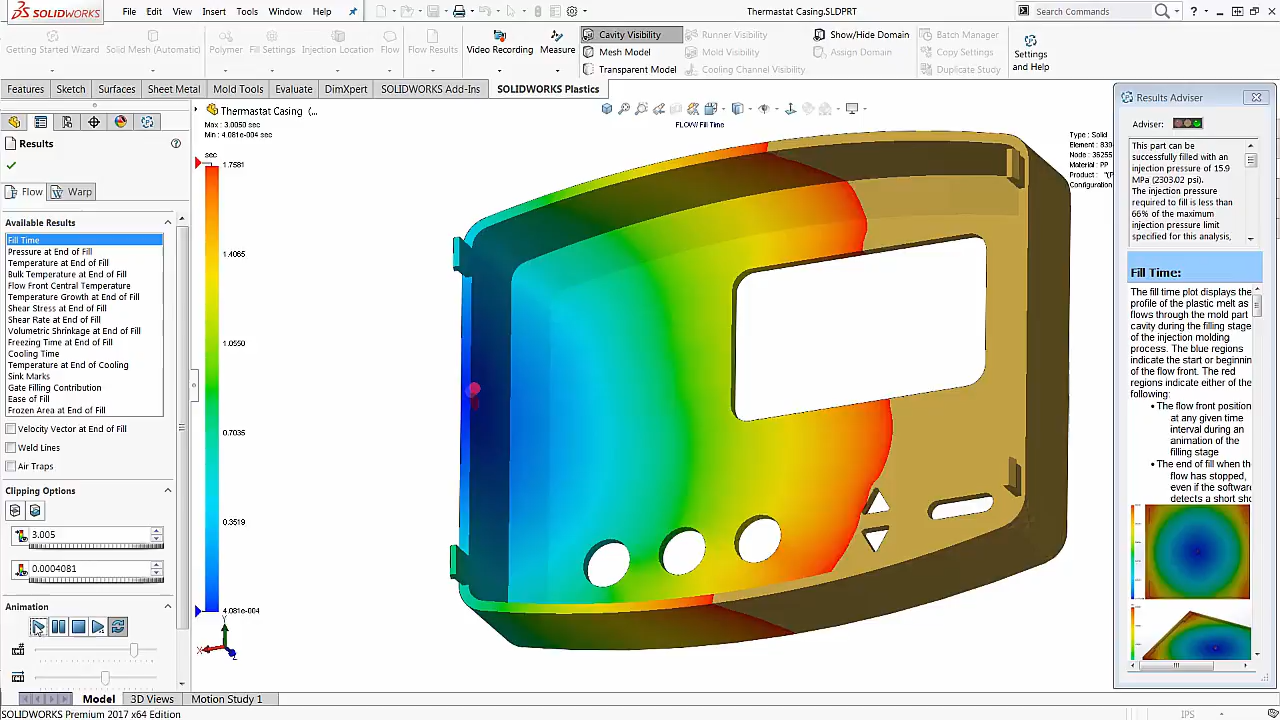 SOLIDWORKS
File Edit View Insert Tools Window Help
Thermostat Casing.SLDPRT
Search Commands
Getting Started Wizard
Solid Mesh (Automatic)
Polymer
Fill Settings
Injection Location
Flow
Flow Results
Video Recording
Measure
Cavity Visibility
Mesh Model
Transparent Model
Runner Visibility
Mold Visibility
Cooling Channel Visibility
Show/Hide Domain
Assign Domain
Batch Manager
Copy Settings
Duplicate Study
Settings
and Help
Features Sketch Surfaces Sheet Metal Mold Tools Evaluate DimXpert SOLIDWORKS Add-Ins SOLIDWORKS Plastics
Results
Flow Warp
Available Results
Fill Time
Pressure at End of Fill
Temperature at End of Fill
Bulk Temperature at End of Fill
Flow Front Central Temperature
Temperature Growth at End of Fill
Shear Stress at End of Fill
Shear Rate at End of Fill
Volumetric Shrinkage at End of Fill
Freezing Time at End of Fill
Cooling Time
Temperature at End of Cooling
Sink Marks
Gate Filling Contribution
Ease of Fill
Frozen Area at End of Fill
Velocity Vector at End of Fill
Weld Lines
Air Traps
Clipping Options
3.005
0.0004081
Animation
Thermostat Casing (...
Max : 3.0050 sec
Min : 4.081e-004 sec
sec
1.7581
1.4065
1.0550
0.7035
0.3519
4.081e-004
FLOW/ Fill Time
Type : Solid
Element : 839
Node : 36255
Material : PP
Product : "(P
Configuration
Y
X
Z
Results Adviser
Adviser:
This part can be
successfully filled with an
injection pressure of 15.9
MPa (2303.02 psi).
The injection pressure
required to fill is less than
66% of the maximum
injection pressure limit
specified for this analysis,
Fill Time:
The fill time plot displays the
profile of the plastic melt as
flows through the mold part
cavity during the filling stage
of the injection molding
process. The blue regions
indicate the start or beginnin
of the flow front. The red
regions indicate either of the
following:
• The flow front position
at any given time
interval during an
animation of the
filling stage
• The end of fill when th
flow has stopped,
even if the software
detects a short sho
Model 3D Views Motion Study 1
SOLIDWORKS Premium 2017 x64 Edition
IPS